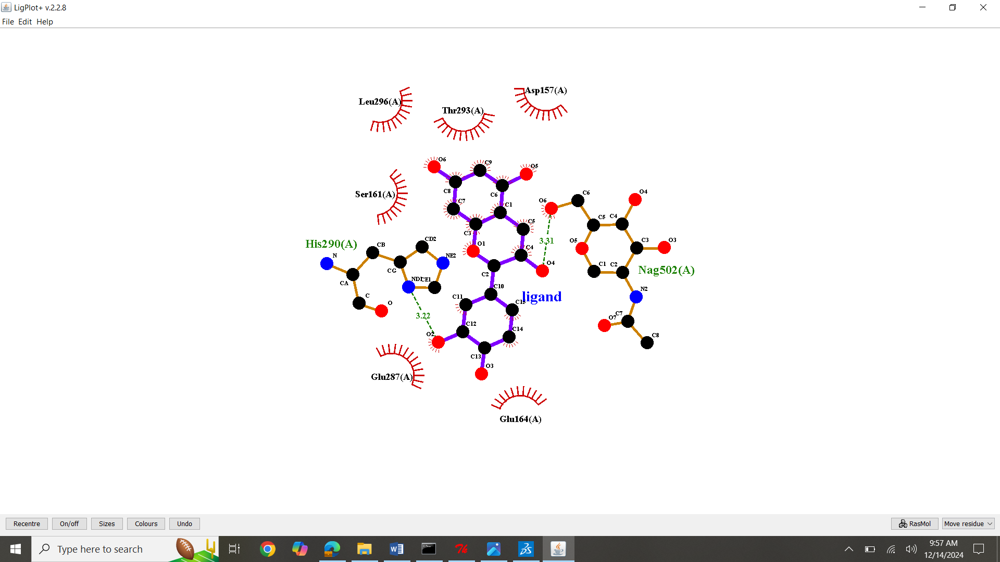 LigPlot+ v.2.2.8
File Edit Help
Asp157(A)
Leu296(A)
Thr293(A)
O6
C9
O5
C8
C6
C7
C1
Ser161(A)
C5
C3
O1
C4
O4
C2
C10
C11
C15
C12
C14
O2
C13
O3
ligand
His290(A)
N
CA
CB
CG
CD2
NE2
ND1
CE1
C
O
3.22
3.31
O6
C6
O4
C5
C4
O5
C3
O3
C1
C2
Nag502(A)
N2
C7
O7
C8
Glu287(A)
Glu164(A)
Recentre On/off Sizes Colours Undo RasMol Move residue
Type here to search
9:57 AM
12/14/2024